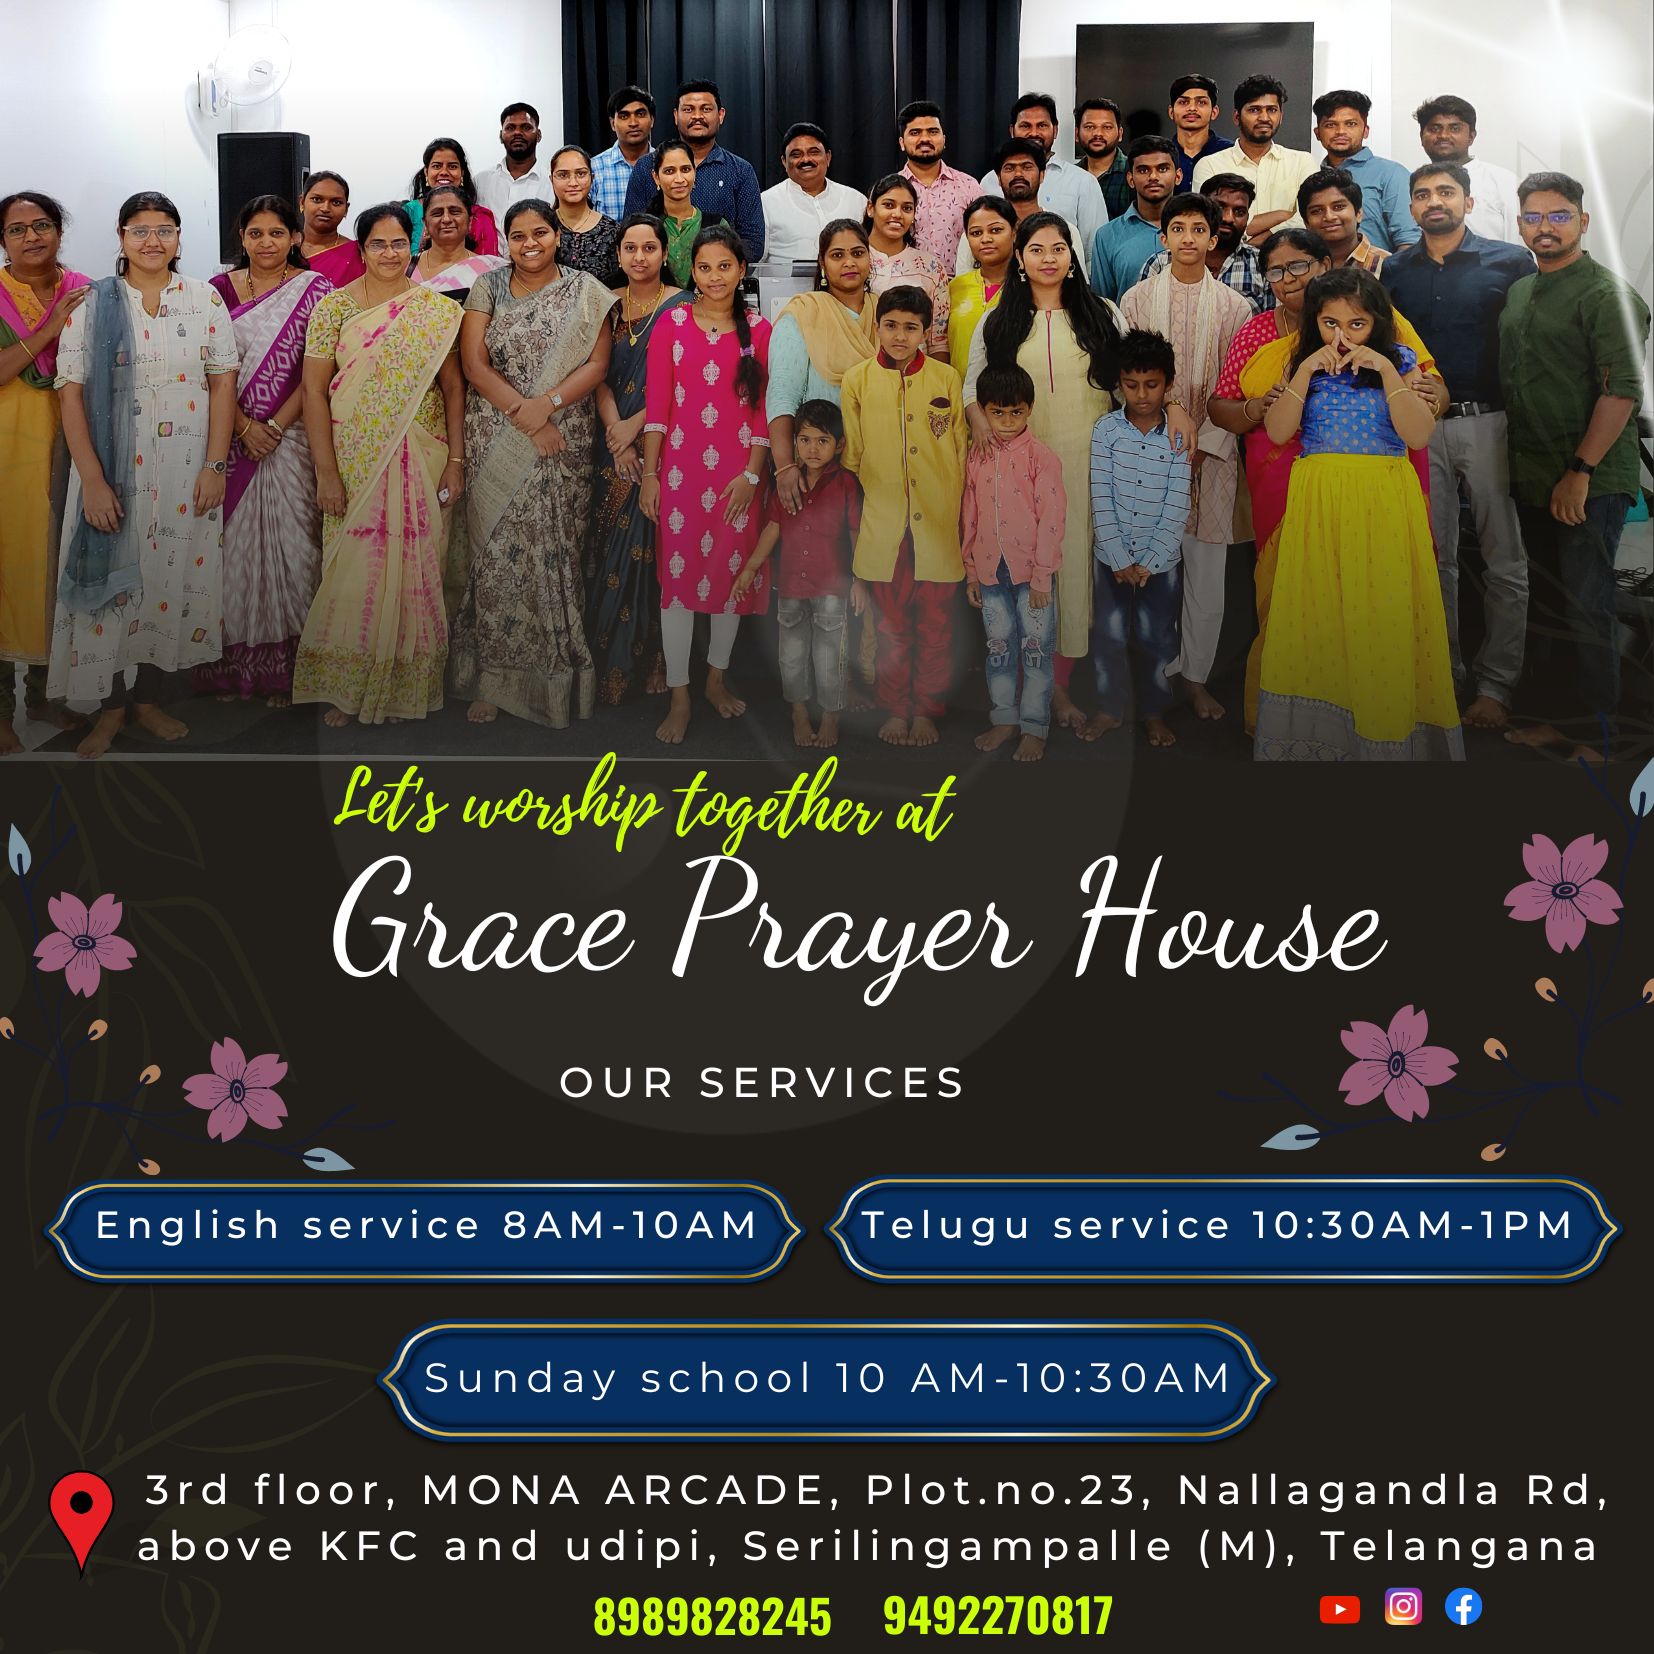 Let's worship together at
Grace Prayer House
OUR SERVICES
English service 8AM-10AM
Telugu service 10:30AM-1PM
Sunday school 10 AM-10:30AM
3rd floor, MONA ARCADE, Plot.no.23, Nallagandla Rd,
above KFC and udipi, Serilingampalle (M), Telangana
8989828245 9492270817